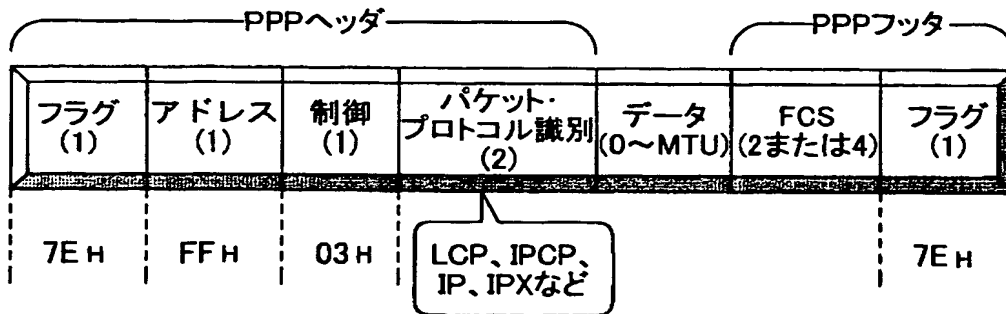 PPPヘッダ
PPPフッタ
フラグ
(1)
アドレス
(1)
制御
(1)
パケット・
プロトコル識別
(2)
データ
(0～MTU)
FCS
(2または4)
フラグ
(1)
7E H
FF H
03 H
LCP、IPCP、
IP、IPXなど
7E H